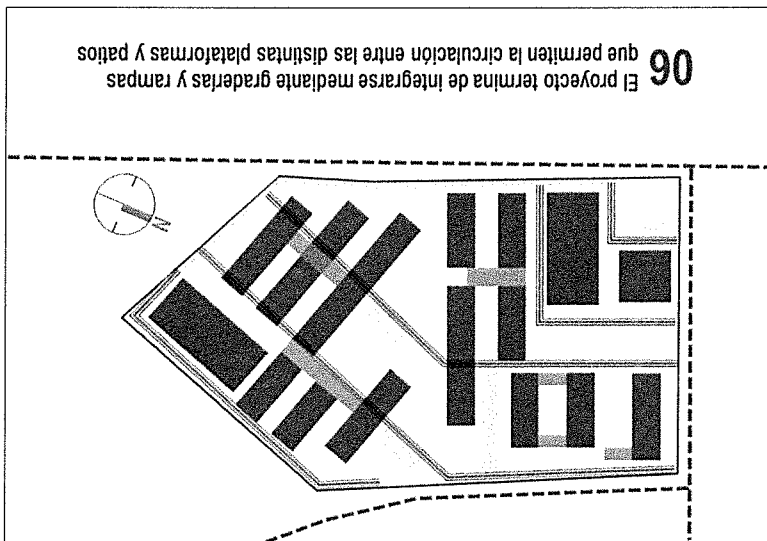 06
El proyecto termina de integrarse mediante graderías y rampas
que permiten la circulación entre las distintas plataformas y patios
N